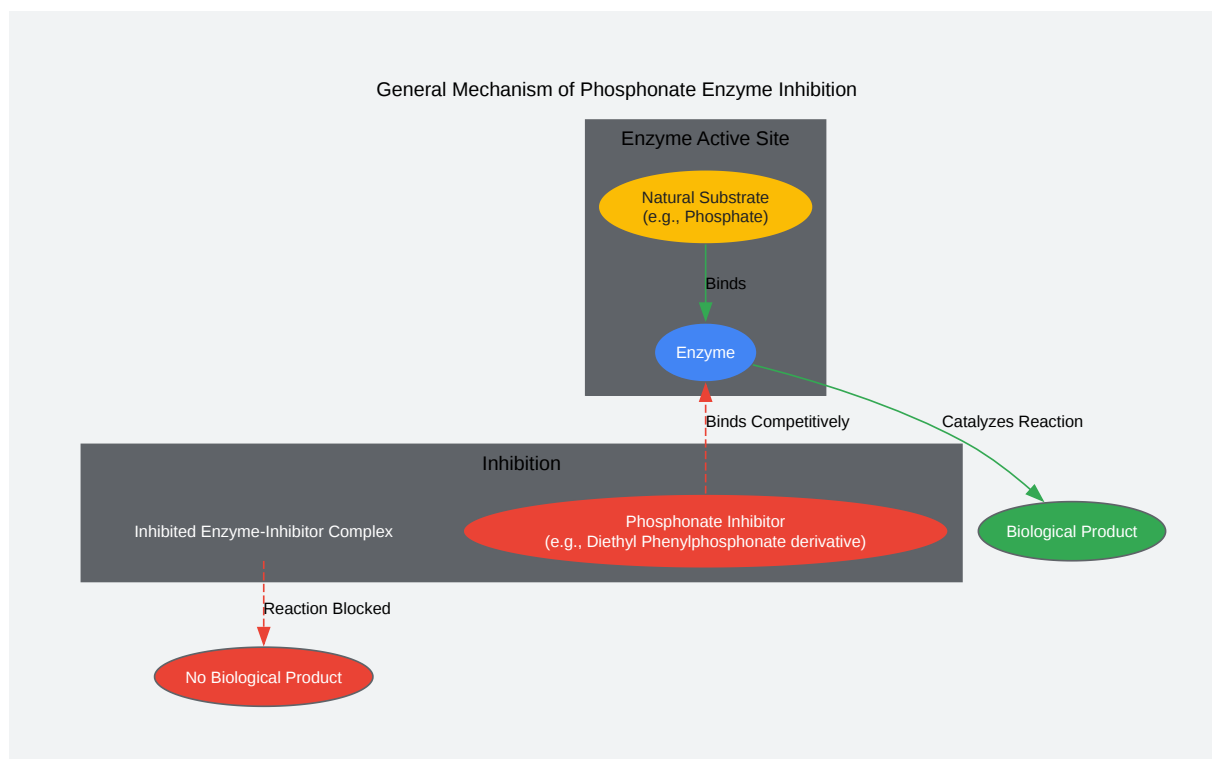 General Mechanism of Phosphonate Enzyme Inhibition
Enzyme Active Site
Natural Substrate
(e.g., Phosphate)
Binds
Enzyme
Binds Competitively
Catalyzes Reaction
Inhibition
Inhibited Enzyme-Inhibitor Complex
Phosphonate Inhibitor
(e.g., Diethyl Phenylphosphonate derivative)
Biological Product
Reaction Blocked
No Biological Product